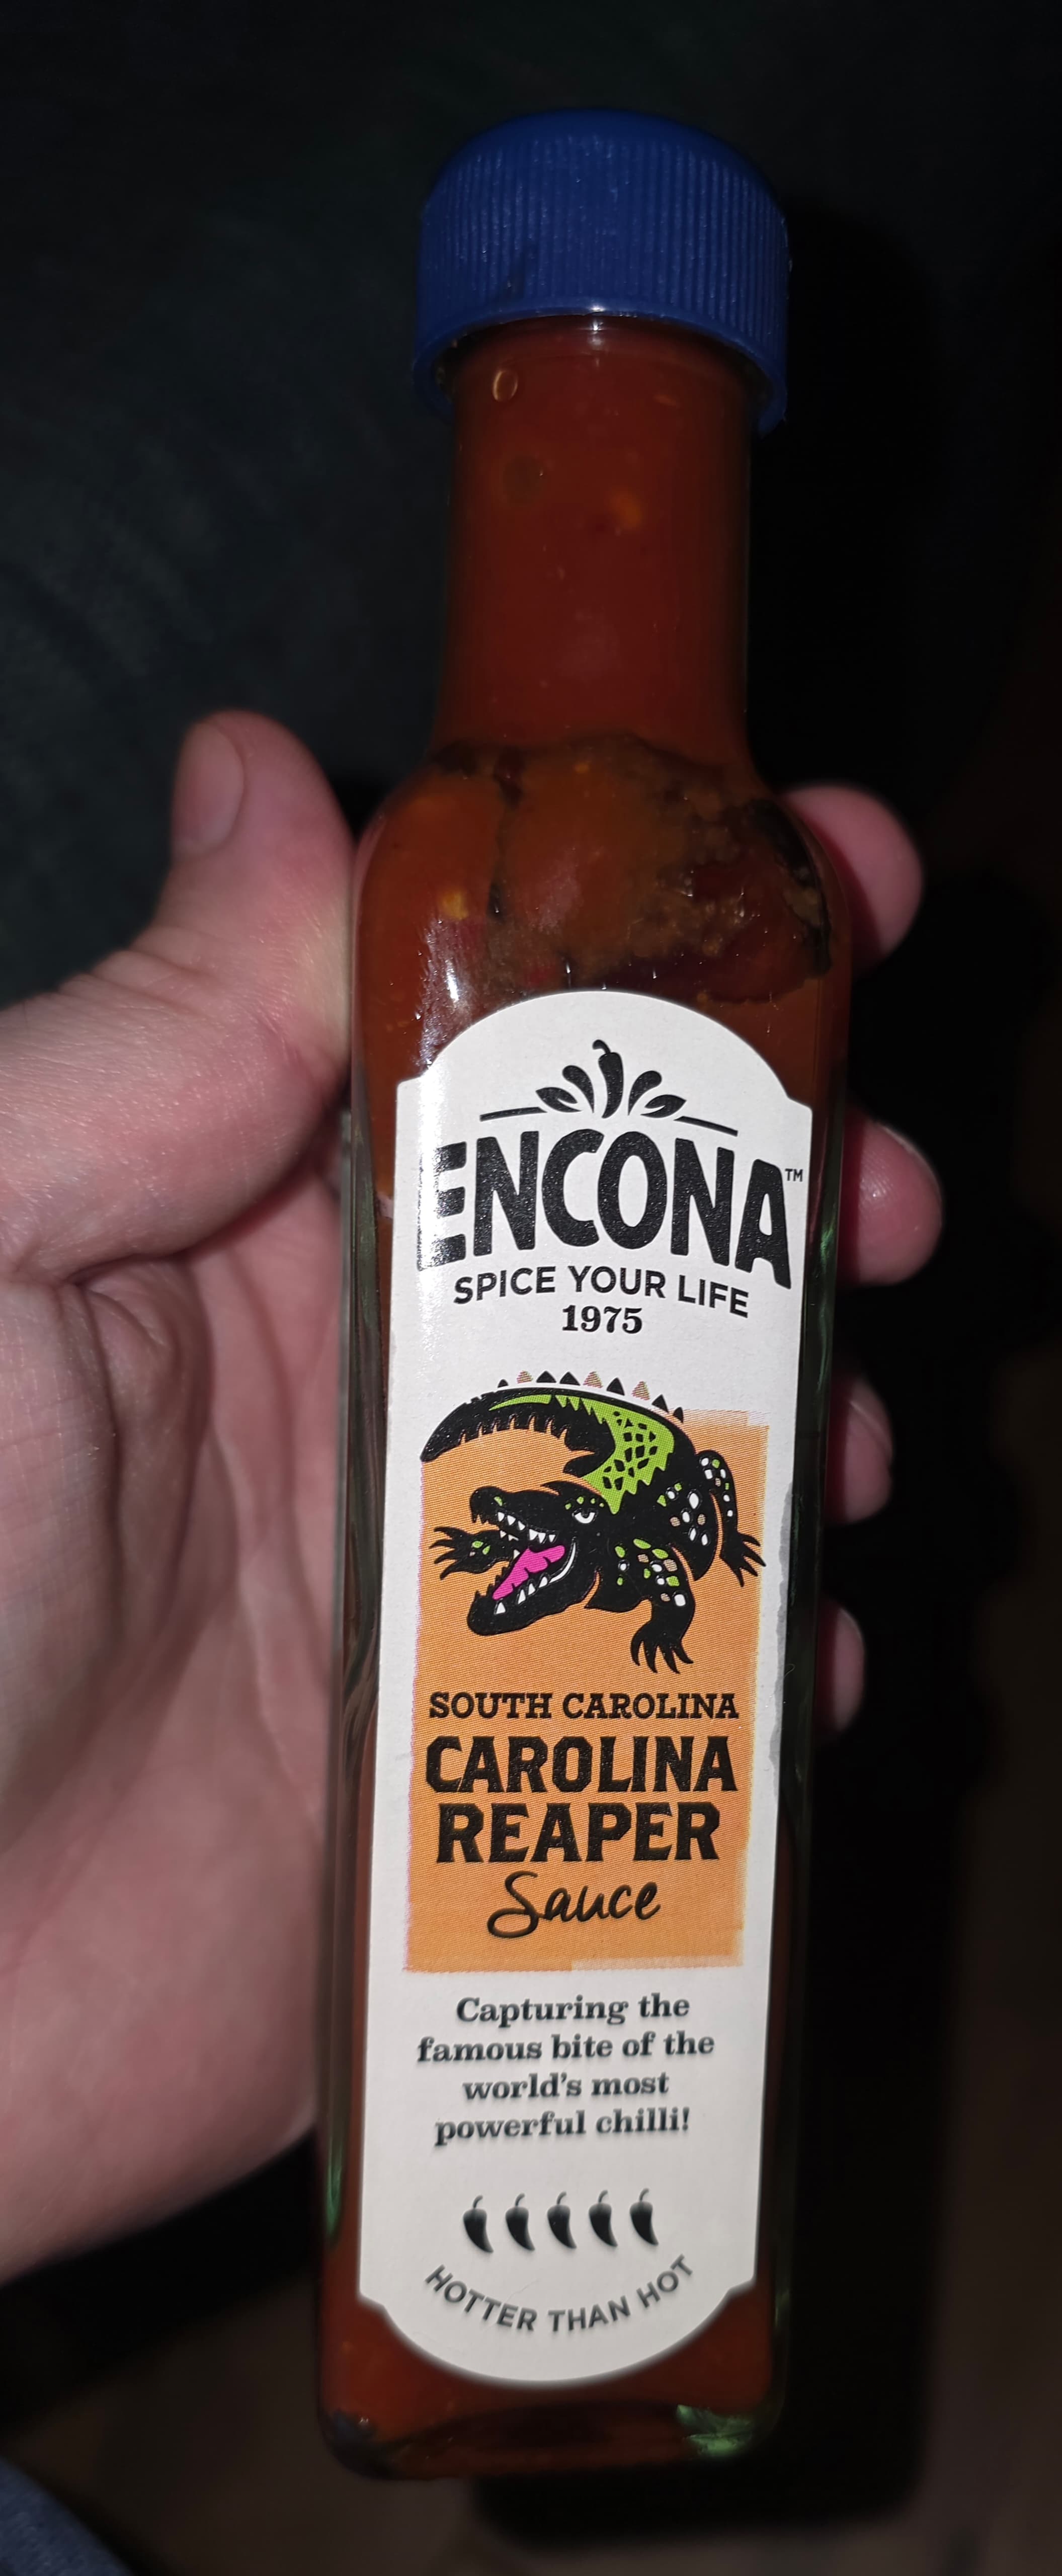 ENCONA™
SPICE YOUR LIFE
1975
SOUTH CAROLINA
CAROLINA
REAPER
Sauce
Capturing the
famous bite of the
world's most
powerful chilli!
HOTTER THAN HOT